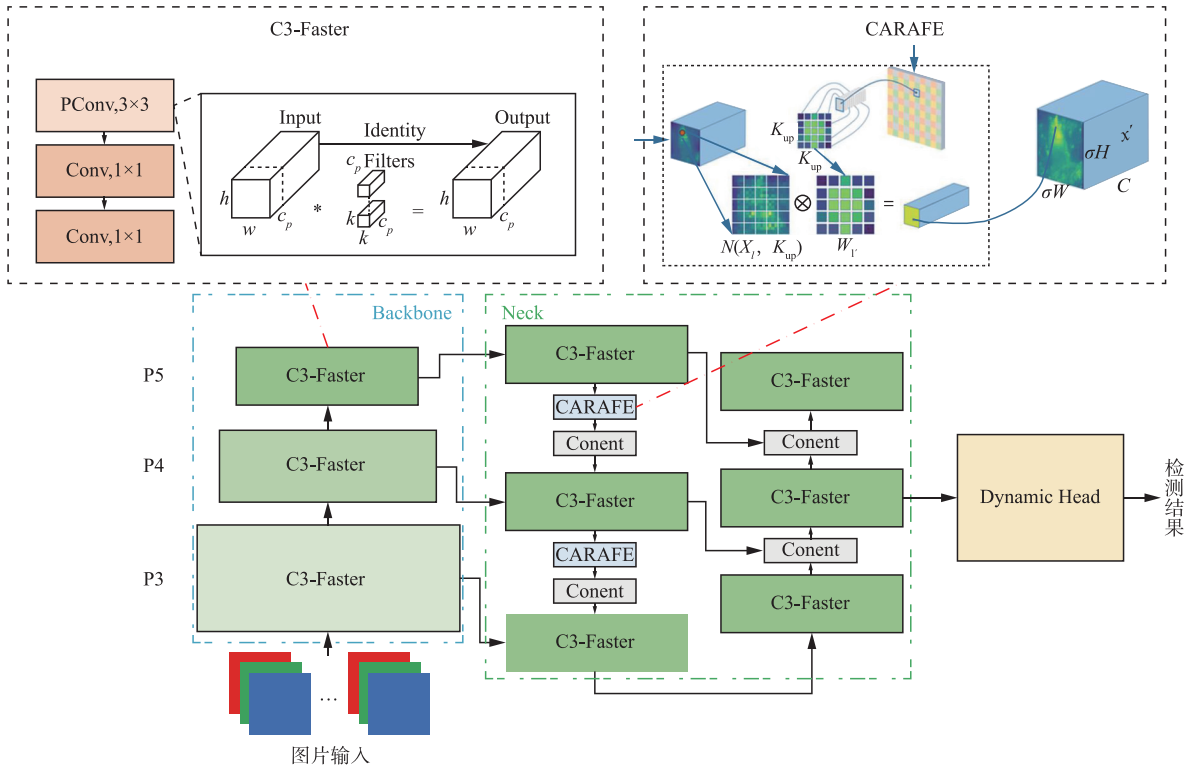 C3-Faster
PConv,3×3
Conv,1×1
Conv,1×1
Input
Identity
Output
c_p Filters
h
w
c_p
*
k
k
c_p
=
h
w
c_p
CARAFE
K_up
K_up
N(X_l, K_up)
⊗
W_l′
=
σH
σW
x′
C
Backbone
Neck
P5
C3-Faster
P4
C3-Faster
P3
C3-Faster
C3-Faster
CARAFE
Conent
C3-Faster
CARAFE
Conent
C3-Faster
C3-Faster
Conent
C3-Faster
Conent
C3-Faster
Dynamic Head
检测结果
...
图片输入